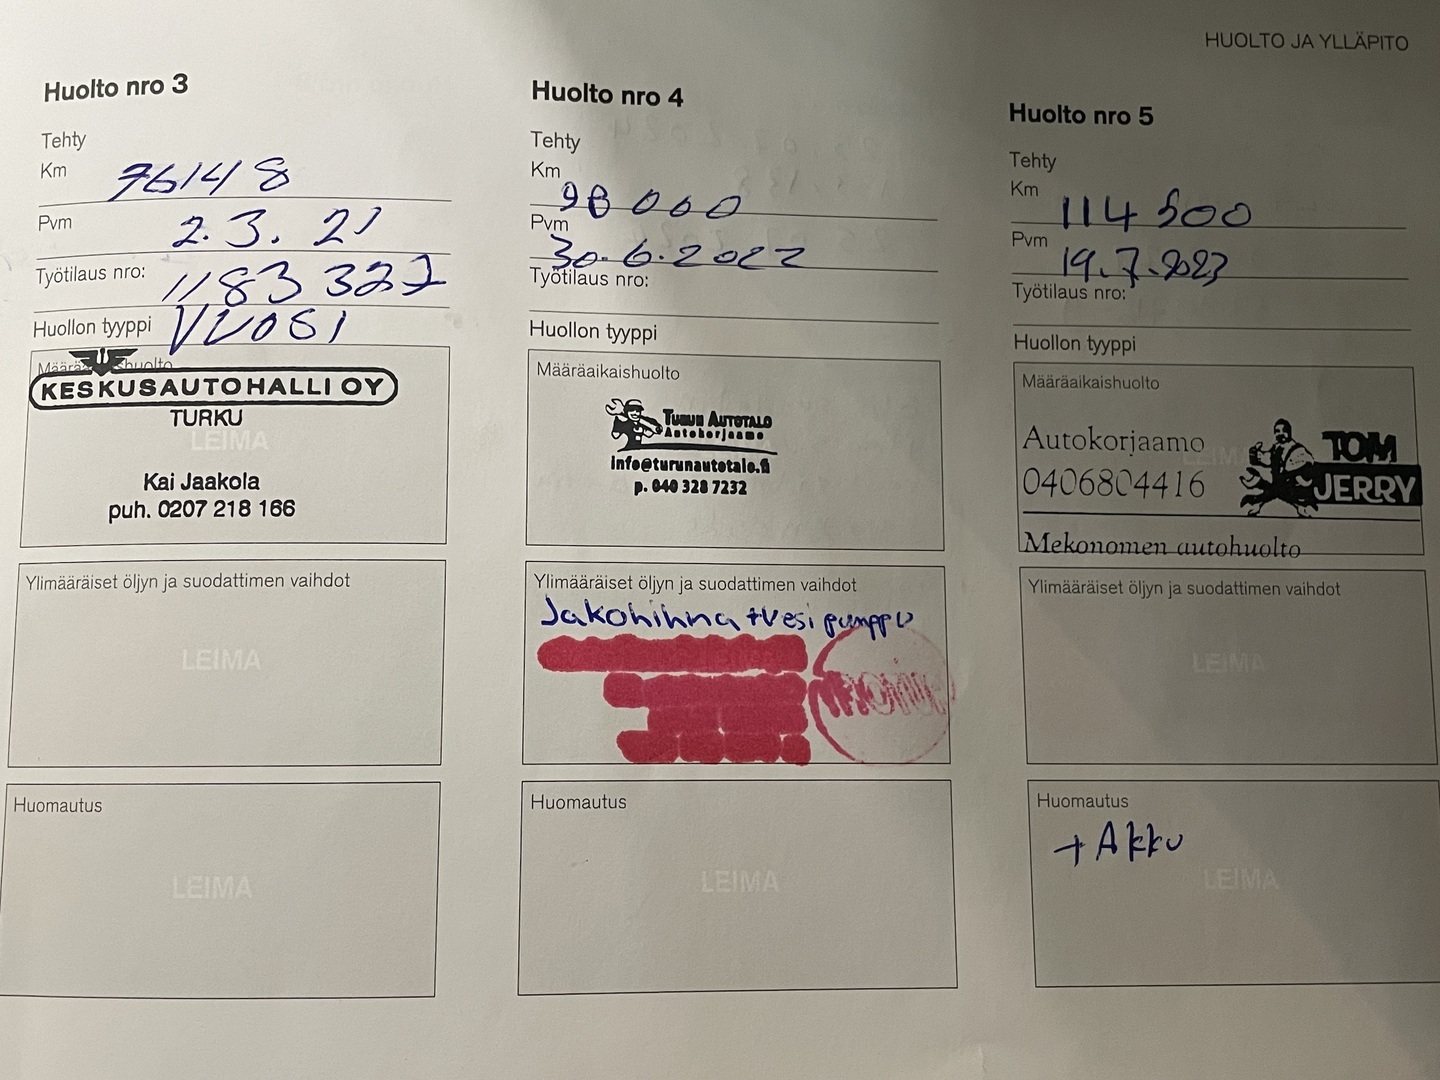 HUOLTO JA YLLÄPITO
Huolto nro 3
Tehty
Km 76148
Pvm 2.3.21
Työtilaus nro: 1183327
Huollon tyyppi VUOSI
KESKUSAUTOHALLI OY
TURKU
LEIMA
Kai Jaakola
puh. 0207 218 166
Ylimääräiset öljyn ja suodattimen vaihdot
LEIMA
Huomautus
LEIMA
Huolto nro 4
Tehty
Km 98000
Pvm 30.6.2022
Työtilaus nro:
Huollon tyyppi
Määräaikaishuolto
TURUN AUTOTALO
Autokorjaamo
info@turunautotalo.fi
p. 040 328 7232
Ylimääräiset öljyn ja suodattimen vaihdot
Jakohihna + Vesipumppu
Huomautus
LEIMA
Huolto nro 5
Tehty
Km 114 500
Pvm 19.7.2023
Työtilaus nro:
Huollon tyyppi
Määräaikaishuolto
Autokorjaamo
0406804416
TOM
JERRY
Mekonomen autohuolto
Ylimääräiset öljyn ja suodattimen vaihdot
LEIMA
Huomautus
+ Akku
LEIMA